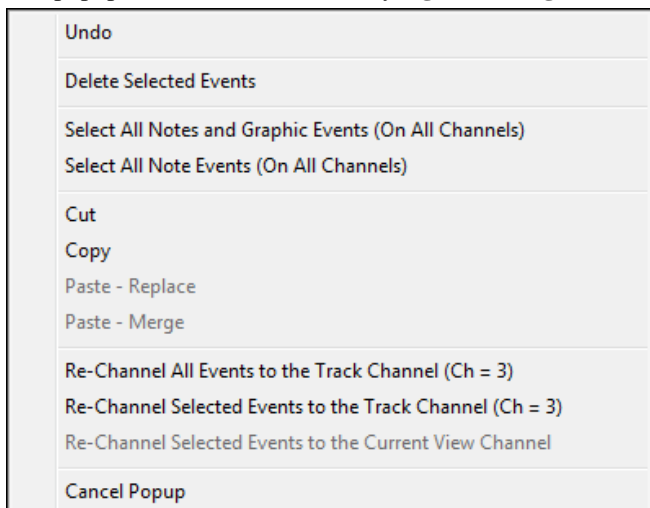 Undo
Delete Selected Events
Select All Notes and Graphic Events (On All Channels)
Select All Note Events (On All Channels)
Cut
Copy
Paste - Replace
Paste - Merge
Re-Channel All Events to the Track Channel (Ch = 3)
Re-Channel Selected Events to the Track Channel (Ch = 3)
Re-Channel Selected Events to the Current View Channel
Cancel Popup